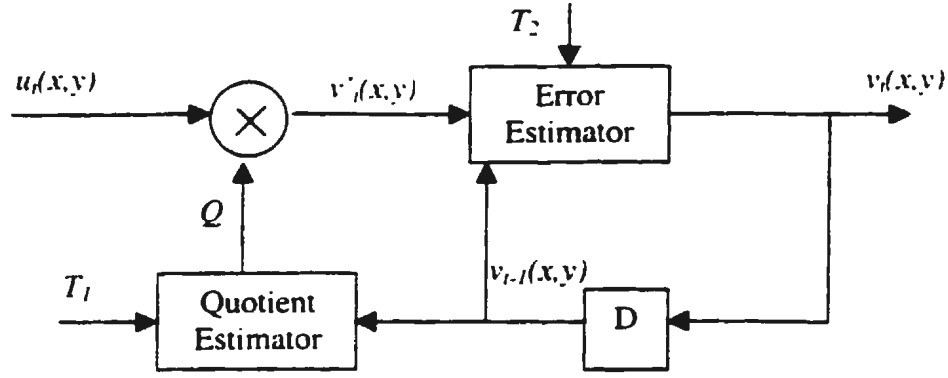 T₂
uₜ(x,y)
v*ₜ(x,y)
Error
Estimator
vₜ(x,y)
Q
T₁
Quotient
Estimator
vₜ₋₁(x,y)
D